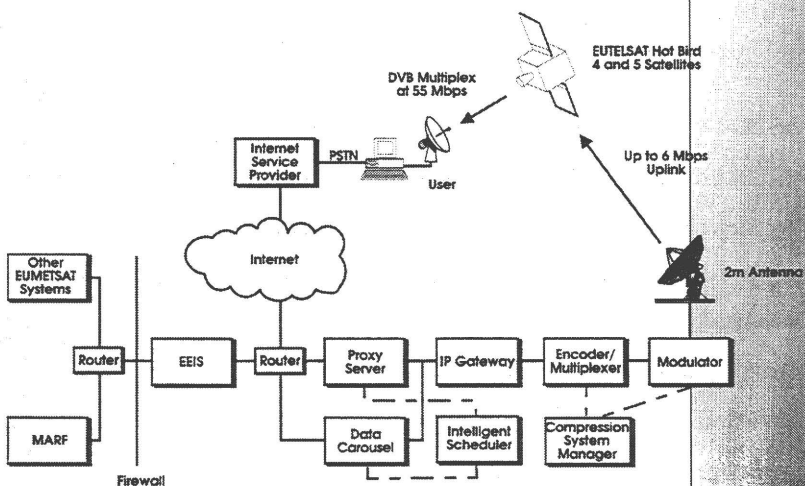 EUTELSAT Hot Bird
4 and 5 Satellites
DVB Multiplex
at 55 Mbps
Internet
Service
Provider
PSTN
User
Up to 6 Mbps
Uplink
Internet
Other
EUMETSAT
Systems
2m Antenna
Router
EEIS
Router
Proxy
Server
IP Gateway
Encoder/
Multiplexer
Modulator
MARF
Data
Carousel
Intelligent
Scheduler
Compression
System
Manager
Firewall